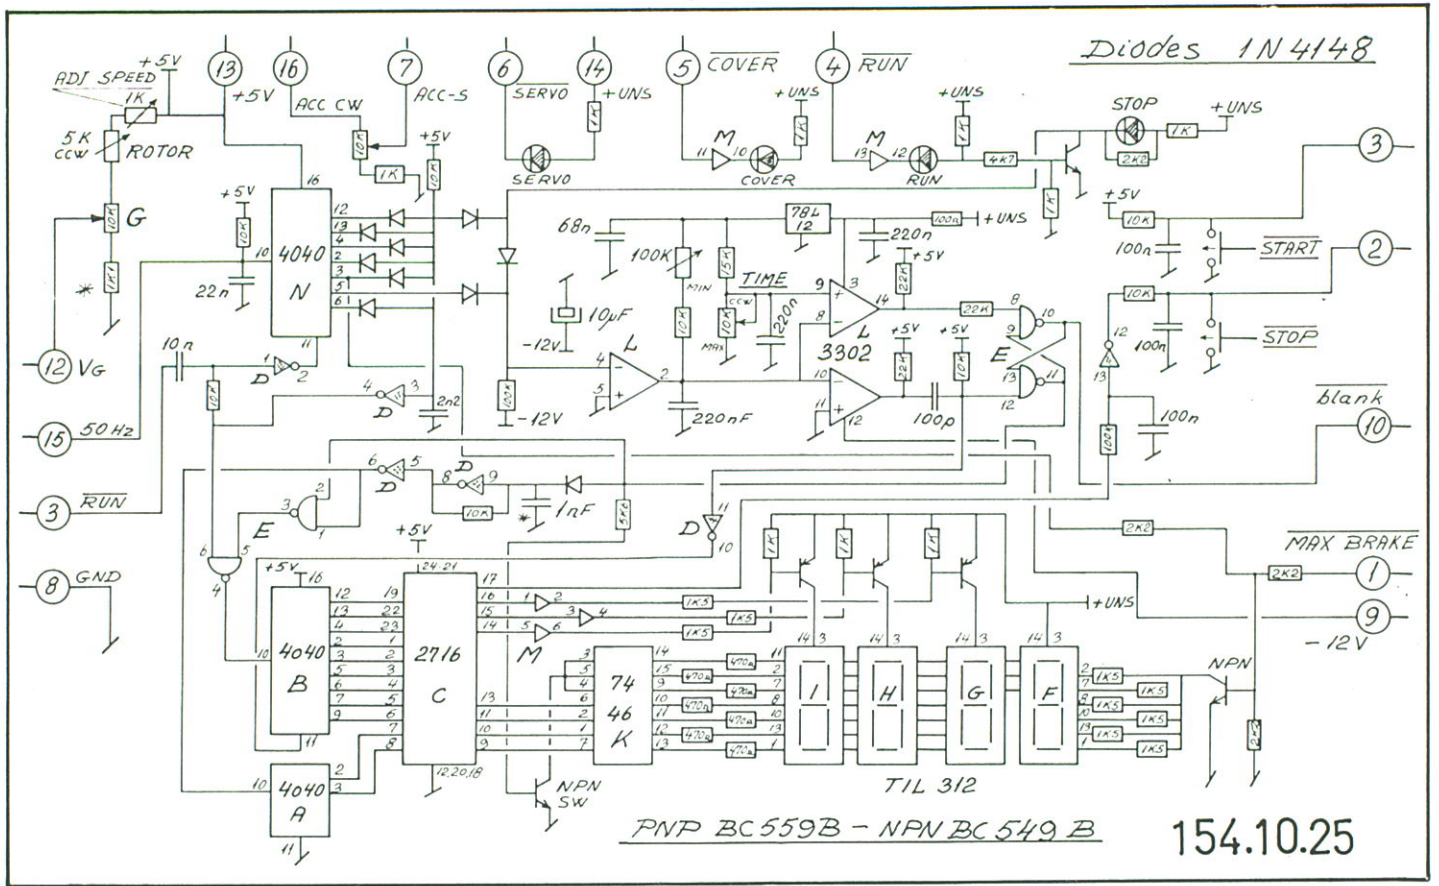 Diodes 1N4148
ADJ SPEED
1K
+5V
13
+5V
16
ACC CW
7
ACC-S
6
SERVO
14
+UNS
5
COVER
4
RUN
5K
CCW
ROTOR
10K
G
1K1
*
12
VG
15
50 Hz
3
RUN
8
GND
+5V
10K
22n
10
16
4040
N
12
13
4
2
3
5
6
11
10K
1K
+5V
10K
1K
SERVO
11
M
10
+UNS
1K
COVER
13
M
12
RUN
+UNS
1K
4K7
1K
STOP
2K2
1K
+UNS
3
+5V
10K
100n
START
2
10K
100n
STOP
12
13
100K
100n
blank
10
68n
100K
MIN
15K
TIME
CCW
10K
MAX
10K
220n
78L
12
220n
100Ω
+UNS
10µF
-12V
100K
-12V
4
5
L
2
220nF
9
8
3
14
L
3302
10
11
12
+5V
22K
+5V
22K
22K
+5V
10K
100p
8
9
10
E
13
12
11
10n
10K
1
D
2
4
D
3
2n2
6
D
5
8
D
9
10K
*
1nF
5K6
3
2
1
E
6
5
4
11
D
10
+5V
16
4040
B
10
11
12
13
4
2
3
5
6
7
9
4040
A
10
11
2
3
+5V
24.21
2716
C
19
22
23
1
2
3
4
5
6
7
8
17
16
15
14
13
11
10
9
12,20,18
1
2
3
4
5
6
M
1K5
1K5
1K5
1K
1K
1K
+UNS
NPN
SW
74
46
K
3
5
4
6
2
1
7
14
15
9
10
11
12
13
470Ω
470Ω
470Ω
470Ω
470Ω
470Ω
470Ω
11
2
7
8
10
13
1
14
3
I
14
3
H
14
3
G
14
3
F
2
7
8
10
13
1
1K5
1K5
1K5
1K5
1K5
1K5
TIL 312
NPN
2K2
2K2
2K2
MAX BRAKE
1
9
-12V
PNP BC559B - NPN BC549B
154.10.25